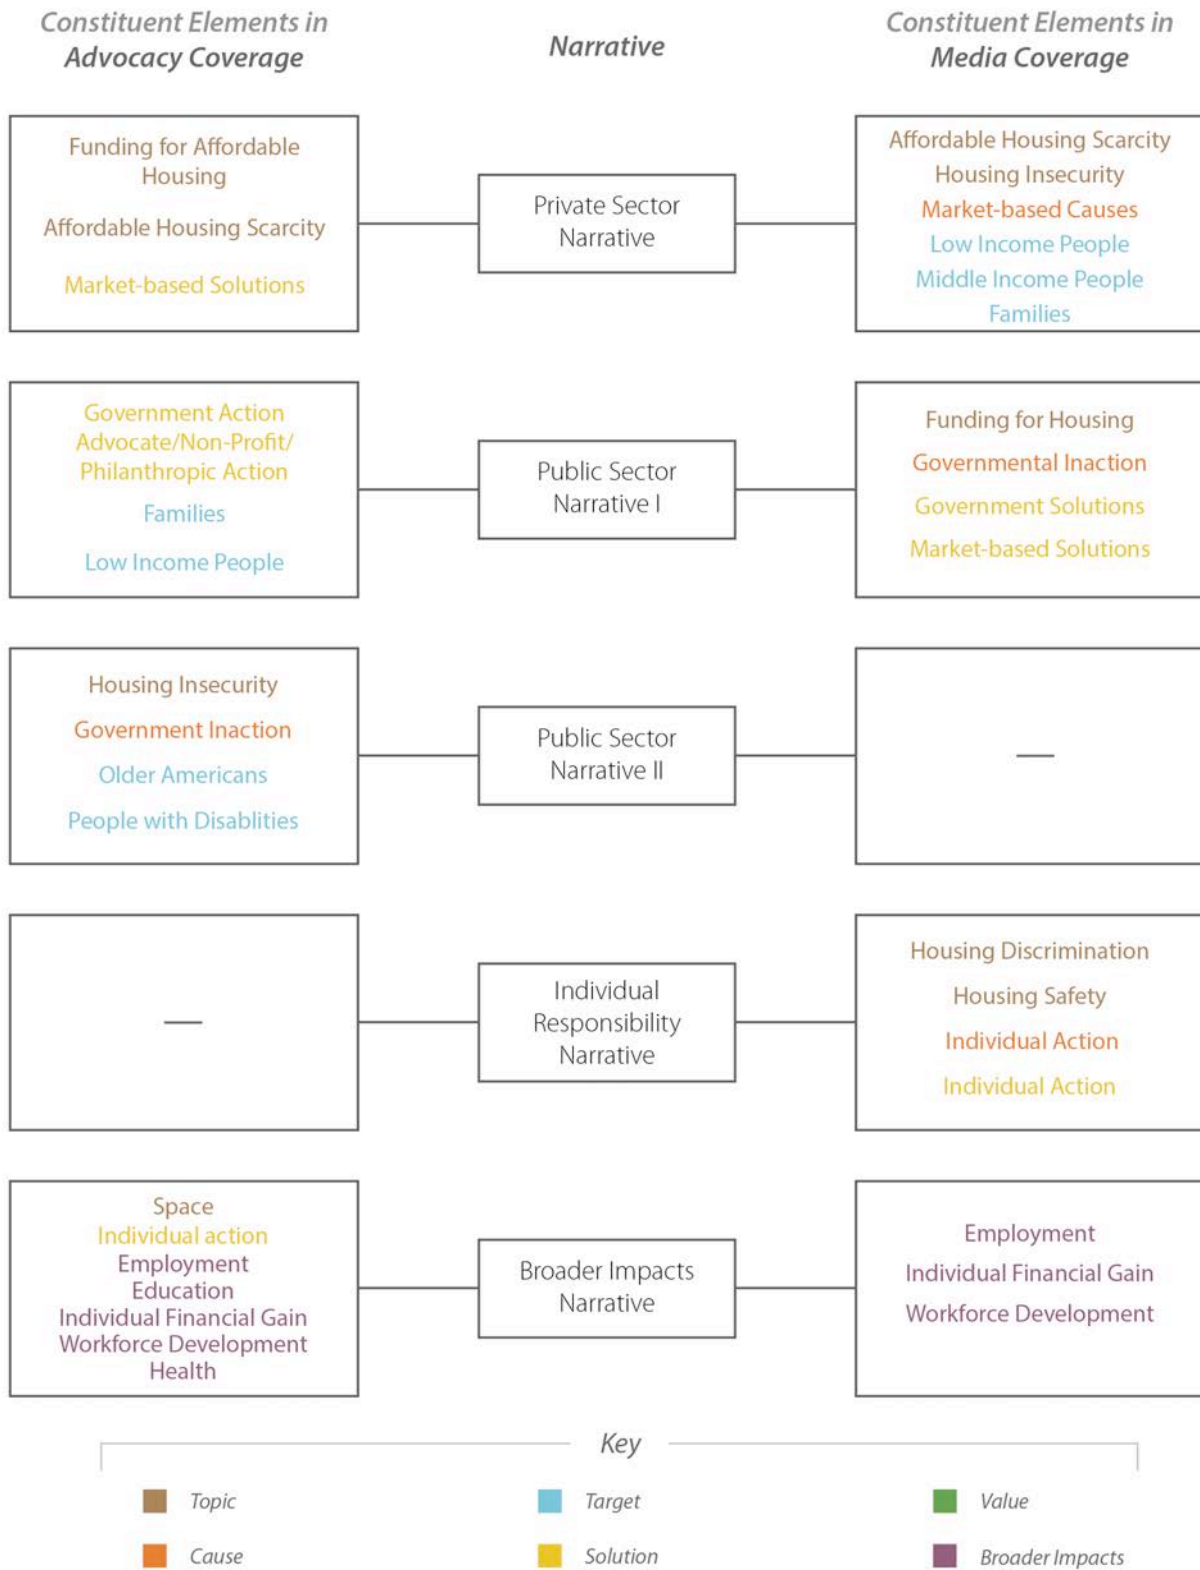 Constituent Elements in
Advocacy Coverage
Narrative
Constituent Elements in
Media Coverage
Funding for Affordable
Housing
Affordable Housing Scarcity
Market-based Solutions
Private Sector
Narrative
Affordable Housing Scarcity
Housing Insecurity
Market-based Causes
Low Income People
Middle Income People
Families
Government Action
Advocate/Non-Profit/
Philanthropic Action
Families
Low Income People
Public Sector
Narrative I
Funding for Housing
Governmental Inaction
Government Solutions
Market-based Solutions
Housing Insecurity
Government Inaction
Older Americans
People with Disablities
Public Sector
Narrative II
—
—
Individual
Responsibility
Narrative
Housing Discrimination
Housing Safety
Individual Action
Individual Action
Space
Individual action
Employment
Education
Individual Financial Gain
Workforce Development
Health
Broader Impacts
Narrative
Employment
Individual Financial Gain
Workforce Development
Key
Topic
Target
Value
Cause
Solution
Broader Impacts